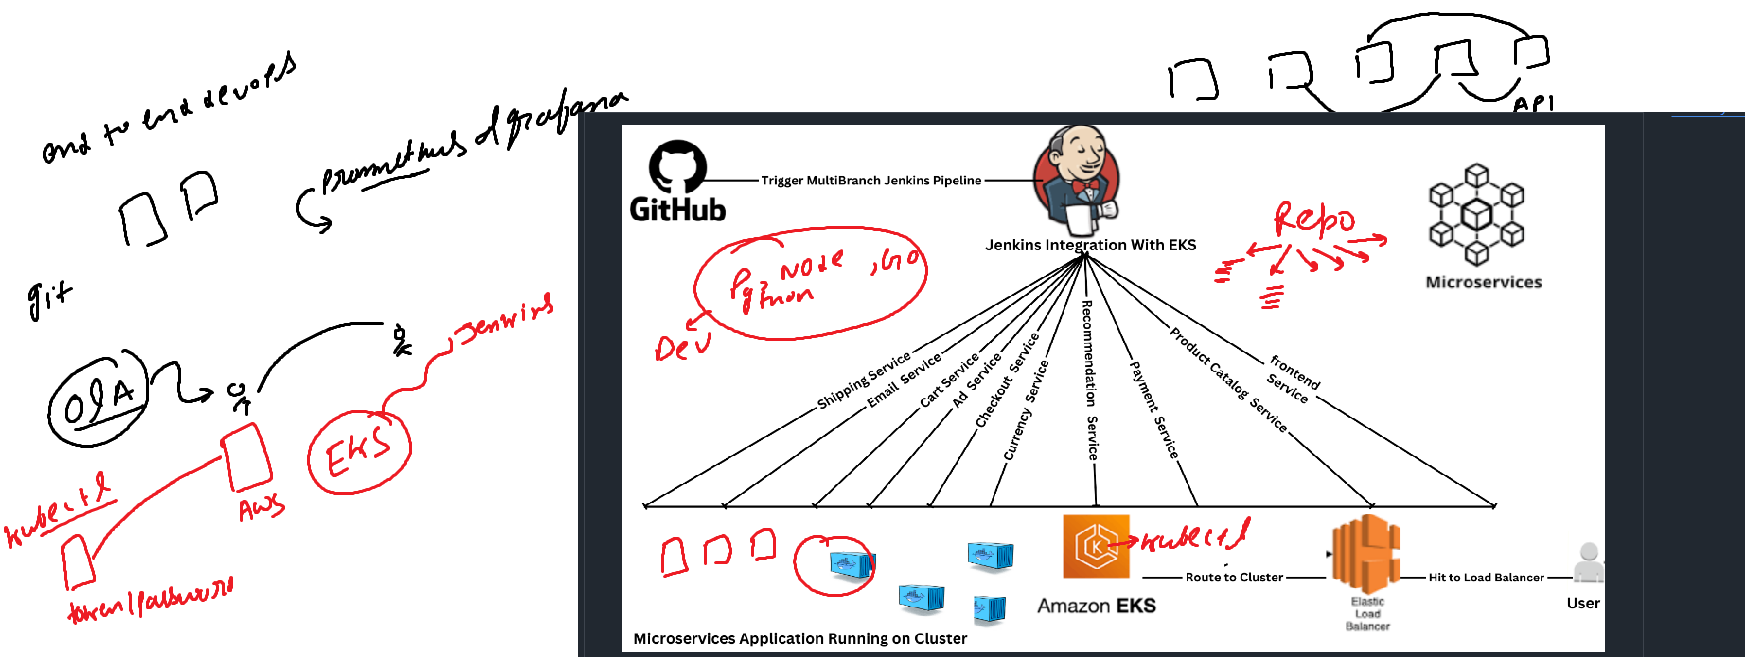 end to end devops
prommethus & grafana
git
OlA
Jenkins
EKS
Aws
kubectl
token/password
API
GitHub
Trigger MultiBranch Jenkins Pipeline
Jenkins Integration With EKS
Repo
Microservices
Python, Node, Go
Dev
Shipping Service
Email Service
Cart Service
Ad Service
Checkout Service
Currency Service
Recommendation Service
Payment Service
Product Catalog Service
frontend
Service
K
kubectl
Amazon EKS
Route to Cluster
Elastic
Load
Balancer
Hit to Load Balancer
User
Microservices Application Running on Cluster